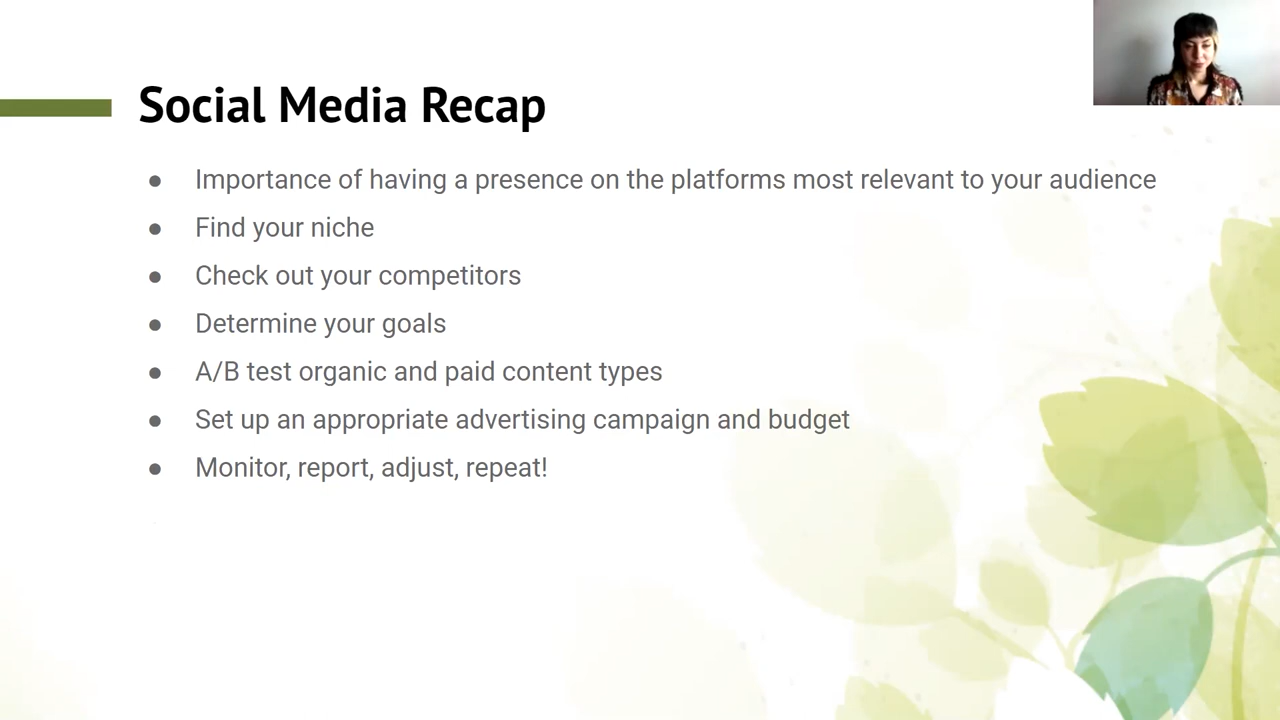 Social Media Recap
● Importance of having a presence on the platforms most relevant to your audience
● Find your niche
● Check out your competitors
● Determine your goals
● A/B test organic and paid content types
● Set up an appropriate advertising campaign and budget
● Monitor, report, adjust, repeat!